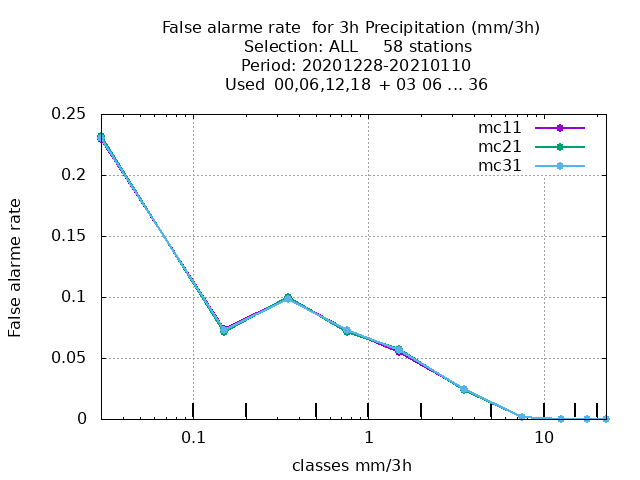 False alarme rate  for 3h Precipitation (mm/3h)
Selection: ALL     58 stations
Period: 20201228-20210110
Used  00,06,12,18  + 03 06 ... 36
mc11
mc21
mc31
False alarme rate
0.25
0.2
0.15
0.1
0.05
0
0.1 1 10
classes mm/3h